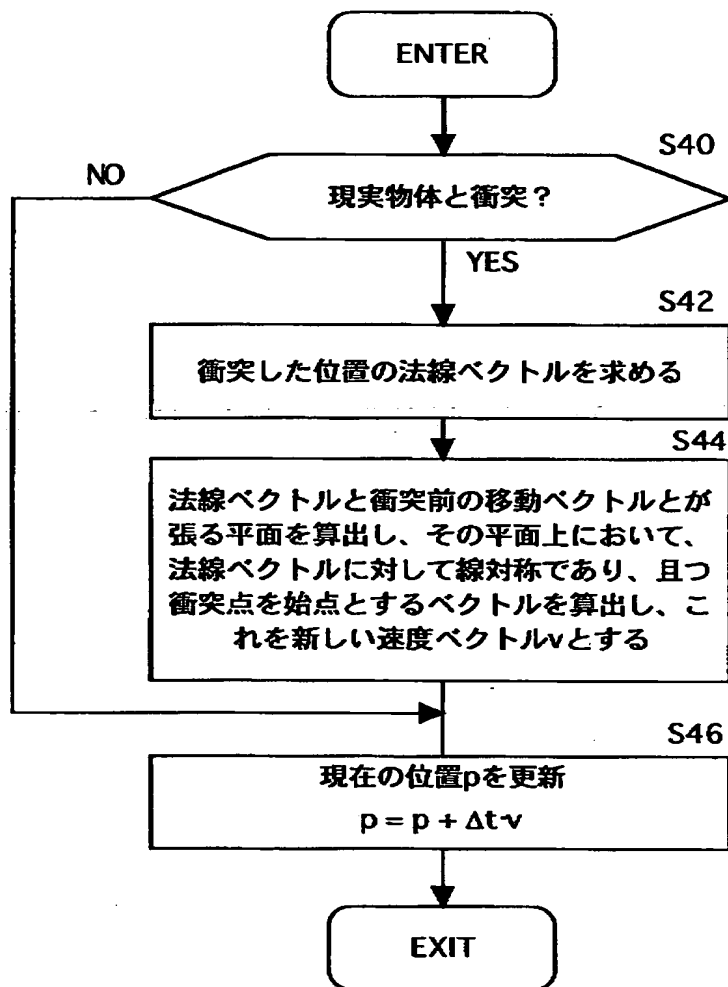 ENTER
S40
NO
現実物体と衝突？
YES
S42
衝突した位置の法線ベクトルを求める
S44
法線ベクトルと衝突前の移動ベクトルとが
張る平面を算出し、その平面上において、
法線ベクトルに対して線対称であり、且つ
衝突点を始点とするベクトルを算出し、こ
れを新しい速度ベクトルvとする
S46
現在の位置pを更新
p = p + Δt·v
EXIT